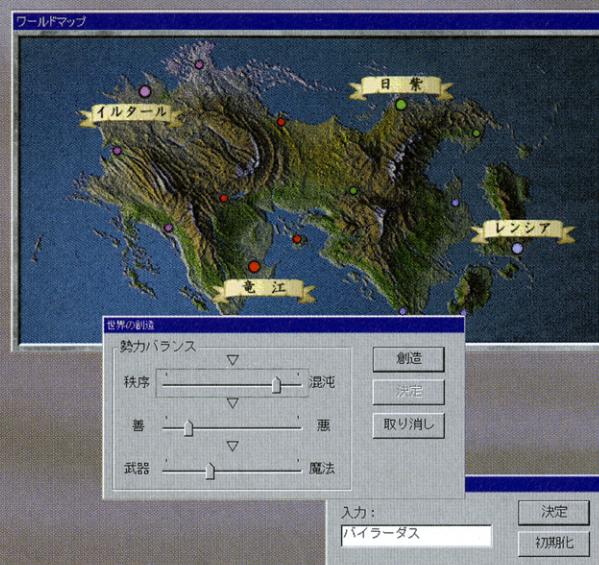 ワールドマップ
日紫
イルタール
レンシア
竜江
世界の創造
勢力バランス
秩序 混沌
創造
決定
善 悪
取り消し
武器 魔法
入力：
バイラーダス
決定
初期化